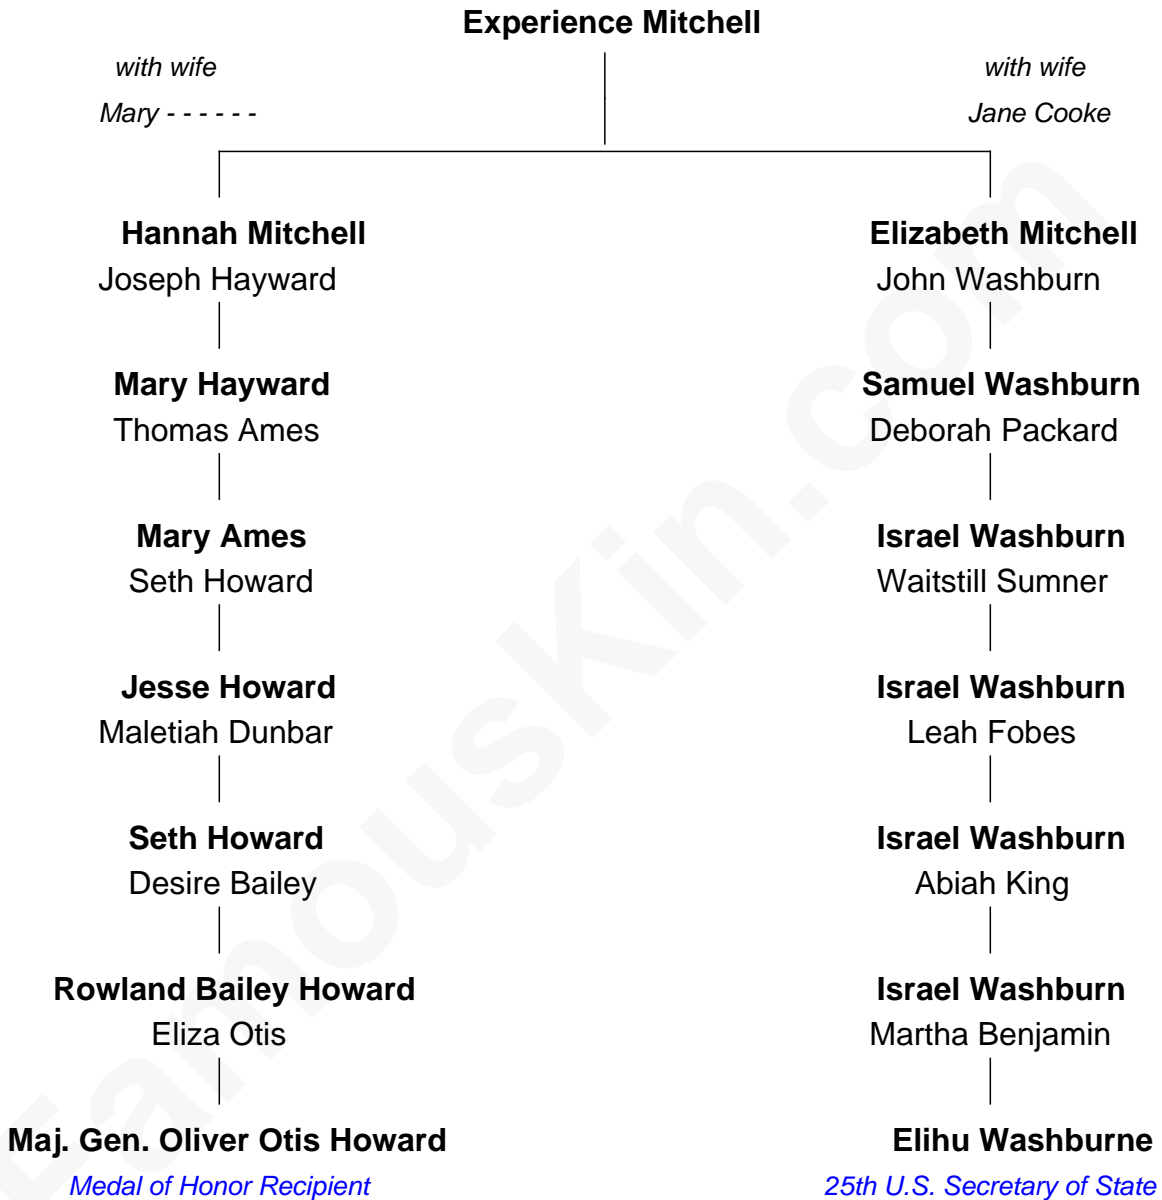 Experience Mitchell
with wife
Mary - - - - - -
with wife
Jane Cooke
Hannah Mitchell
Joseph Hayward
Elizabeth Mitchell
John Washburn
Mary Hayward
Thomas Ames
Samuel Washburn
Deborah Packard
Mary Ames
Seth Howard
Israel Washburn
Waitstill Sumner
Jesse Howard
Maletiah Dunbar
Israel Washburn
Leah Fobes
Seth Howard
Desire Bailey
Israel Washburn
Abiah King
Rowland Bailey Howard
Eliza Otis
Israel Washburn
Martha Benjamin
Maj. Gen. Oliver Otis Howard
Medal of Honor Recipient
Elihu Washburne
25th U.S. Secretary of State
FamousKin.com